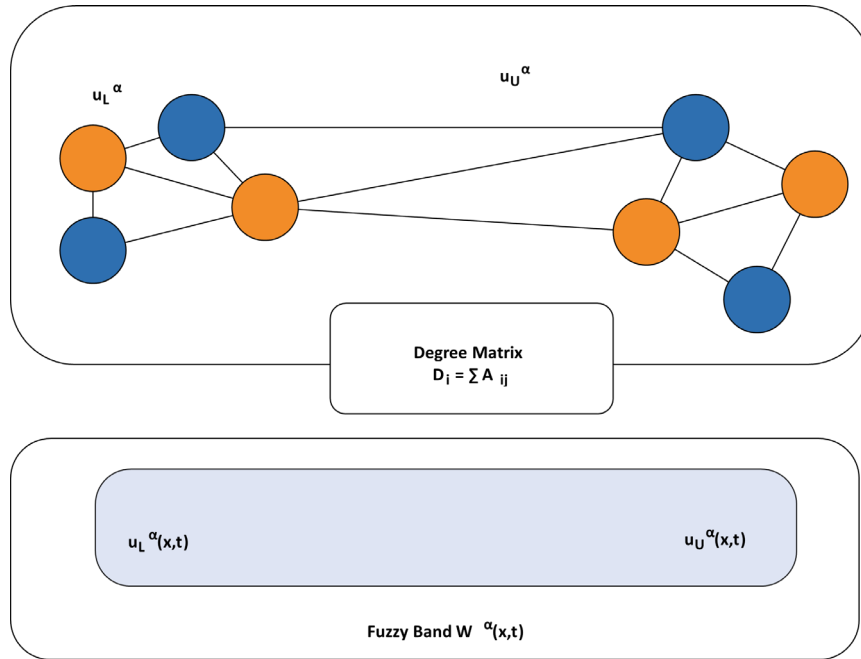 u_L^α
u_U^α
Degree Matrix
D_i = ∑ A_ij
u_L^α(x,t)
u_U^α(x,t)
Fuzzy Band W ^α(x,t)